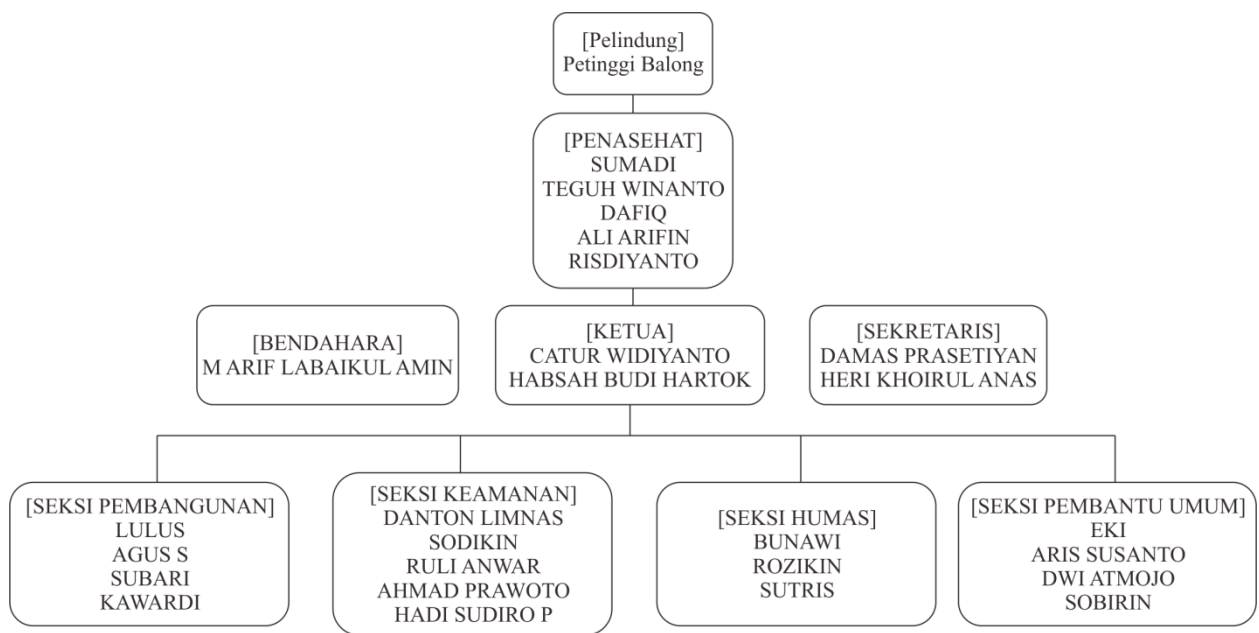 [Pelindung]
Petinggi Balong
[PENASEHAT]
SUMADI
TEGUH WINANTO
DAFIQ
ALI ARIFIN
RISDIYANTO
[BENDAHARA]
M ARIF LABAIKUL AMIN
[KETUA]
CATUR WIDIYANTO
HABSAH BUDI HARTOK
[SEKRETARIS]
DAMAS PRASETIYAN
HERI KHOIRUL ANAS
[SEKSI PEMBANGUNAN]
LULUS
AGUS S
SUBARI
KAWARDI
[SEKSI KEAMANAN]
DANTON LIMNAS
SODIKIN
RULI ANWAR
AHMAD PRAWOTO
HADI SUDIRO P
[SEKSI HUMAS]
BUNAWI
ROZIKIN
SUTRIS
[SEKSI PEMBANTU UMUM]
EKI
ARIS SUSANTO
DWI ATMOJO
SOBIRIN